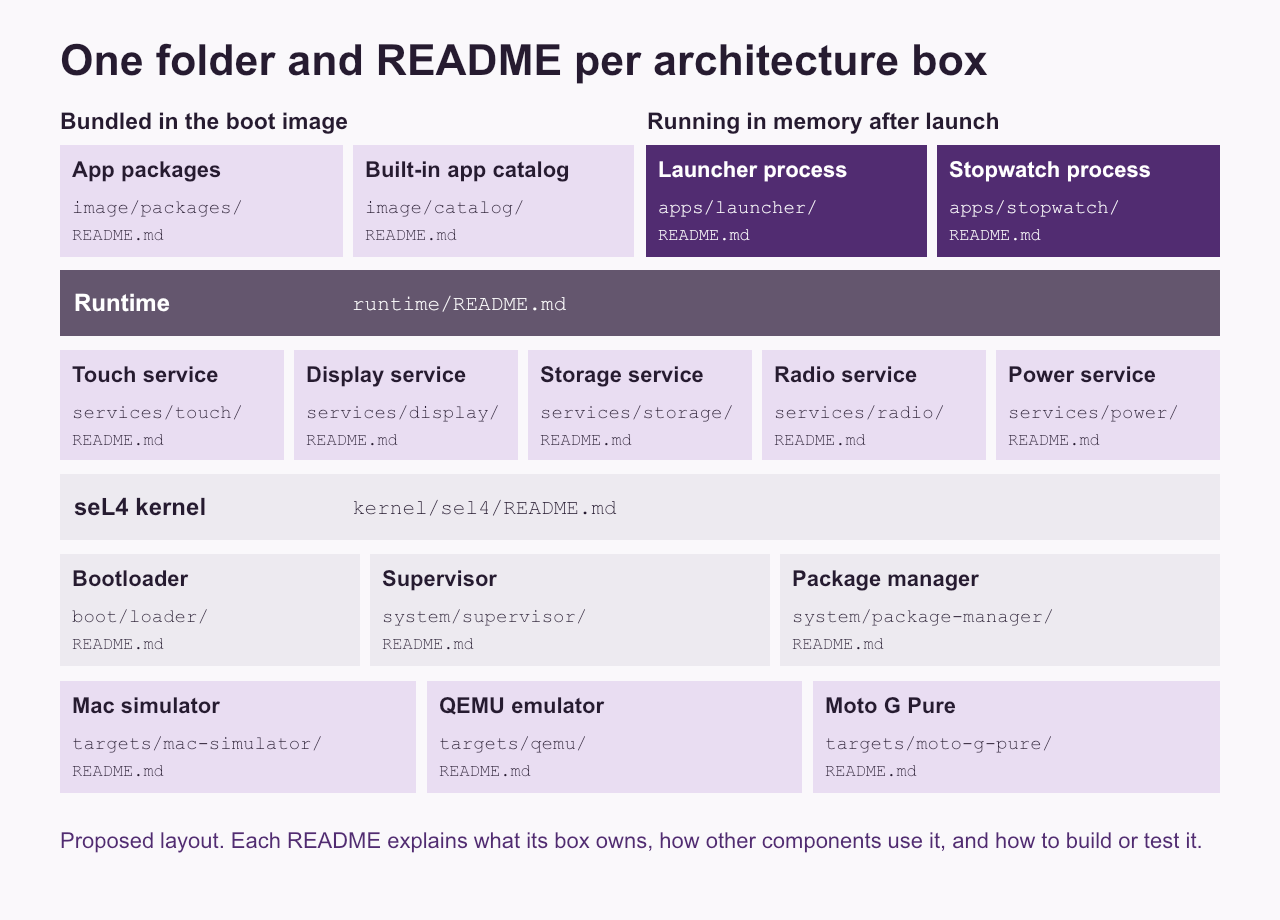 One folder and README per architecture box
Bundled in the boot image
Running in memory after launch
App packages
image/packages/
README.md
Built-in app catalog
image/catalog/
README.md
Launcher process
apps/launcher/
README.md
Stopwatch process
apps/stopwatch/
README.md
Runtime
runtime/README.md
Touch service
services/touch/
README.md
Display service
services/display/
README.md
Storage service
services/storage/
README.md
Radio service
services/radio/
README.md
Power service
services/power/
README.md
seL4 kernel
kernel/sel4/README.md
Bootloader
boot/loader/
README.md
Supervisor
system/supervisor/
README.md
Package manager
system/package-manager/
README.md
Mac simulator
targets/mac-simulator/
README.md
QEMU emulator
targets/qemu/
README.md
Moto G Pure
targets/moto-g-pure/
README.md
Proposed layout. Each README explains what its box owns, how other components use it, and how to build or test it.